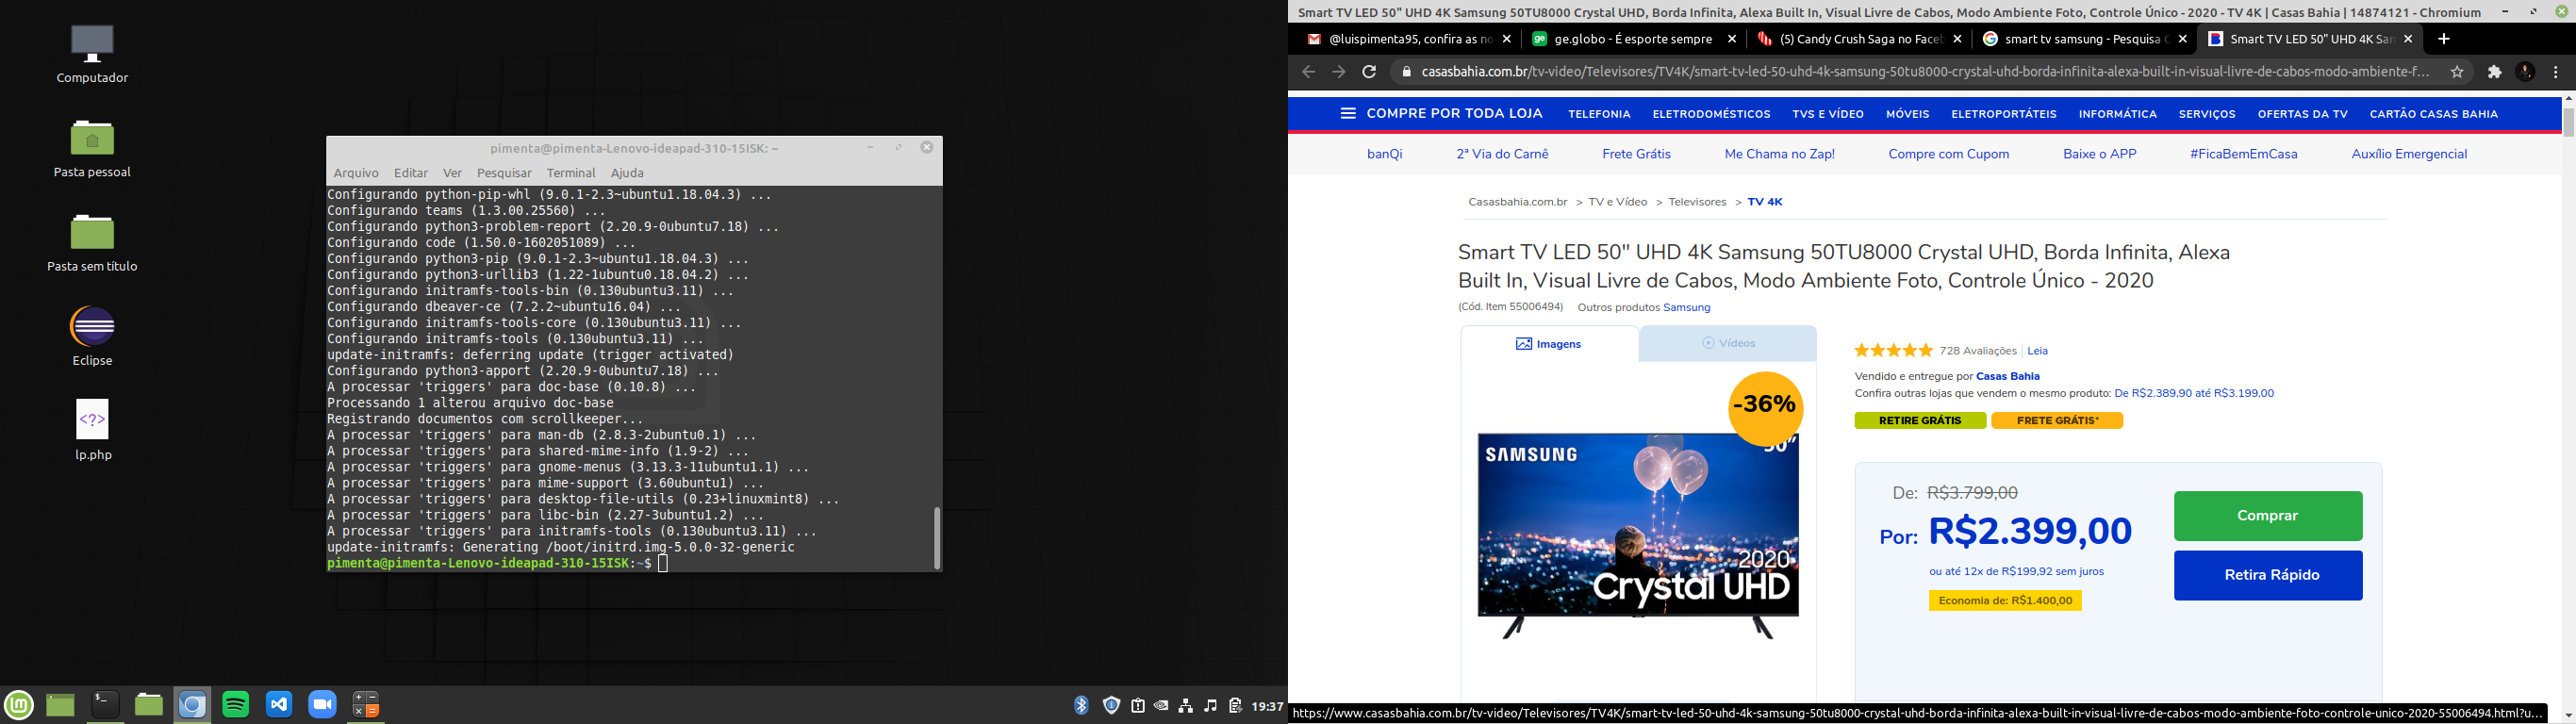 Computador
Pasta pessoal
Pasta sem título
Eclipse
<?>
lp.php
pimenta@pimenta-Lenovo-ideapad-310-15ISK: ~
Arquivo Editar Ver Pesquisar Terminal Ajuda
Configurando python-pip-whl (9.0.1-2.3~ubuntu1.18.04.3) ...
Configurando teams (1.3.00.25560) ...
Configurando python3-problem-report (2.20.9-0ubuntu7.18) ...
Configurando code (1.50.0-1602051089) ...
Configurando python3-pip (9.0.1-2.3~ubuntu1.18.04.3) ...
Configurando python3-urllib3 (1.22-1ubuntu0.18.04.2) ...
Configurando initramfs-tools-bin (0.130ubuntu3.11) ...
Configurando dbeaver-ce (7.2.2~ubuntu16.04) ...
Configurando initramfs-tools-core (0.130ubuntu3.11) ...
Configurando initramfs-tools (0.130ubuntu3.11) ...
update-initramfs: deferring update (trigger activated)
Configurando python3-apport (2.20.9-0ubuntu7.18) ...
A processar 'triggers' para doc-base (0.10.8) ...
Processando 1 alterou arquivo doc-base
Registrando documentos com scrollkeeper...
A processar 'triggers' para man-db (2.8.3-2ubuntu0.1) ...
A processar 'triggers' para shared-mime-info (1.9-2) ...
A processar 'triggers' para gnome-menus (3.13.3-11ubuntu1.1) ...
A processar 'triggers' para mime-support (3.60ubuntu1) ...
A processar 'triggers' para desktop-file-utils (0.23+linuxmint8) ...
A processar 'triggers' para libc-bin (2.27-3ubuntu1.2) ...
A processar 'triggers' para initramfs-tools (0.130ubuntu3.11) ...
update-initramfs: Generating /boot/initrd.img-5.0.0-32-generic
pimenta@pimenta-Lenovo-ideapad-310-15ISK:~$
19:37
Smart TV LED 50" UHD 4K Samsung 50TU8000 Crystal UHD, Borda Infinita, Alexa Built In, Visual Livre de Cabos, Modo Ambiente Foto, Controle Único - 2020 - TV 4K | Casas Bahia | 14874121 - Chromium
@luispimenta95, confira as no
ge.globo - É esporte sempre
(5) Candy Crush Saga no Faceb
smart tv samsung - Pesquisa G
Smart TV LED 50" UHD 4K Sam
casasbahia.com.br/tv-video/Televisores/TV4K/smart-tv-led-50-uhd-4k-samsung-50tu8000-crystal-uhd-borda-infinita-alexa-built-in-visual-livre-de-cabos-modo-ambiente-f...
COMPRE POR TODA LOJA TELEFONIA ELETRODOMÉSTICOS TVS E VÍDEO MÓVEIS ELETROPORTÁTEIS INFORMÁTICA SERVIÇOS OFERTAS DA TV CARTÃO CASAS BAHIA
banQi 2ª Via do Carnê Frete Grátis Me Chama no Zap! Compre com Cupom Baixe o APP #FicaBemEmCasa Auxílio Emergencial
Casasbahia.com.br > TV e Vídeo > Televisores > TV 4K
Smart TV LED 50" UHD 4K Samsung 50TU8000 Crystal UHD, Borda Infinita, Alexa
Built In, Visual Livre de Cabos, Modo Ambiente Foto, Controle Único - 2020
(Cód. Item 55006494) Outros produtos Samsung
Imagens Vídeos
-36%
SAMSUNG
50"
2020
Crystal UHD
728 Avaliações Leia
Vendido e entregue por Casas Bahia
Confira outras lojas que vendem o mesmo produto: De R$2.389,90 até R$3.199,00
RETIRE GRÁTIS FRETE GRÁTIS*
De: R$3.799,00
Por: R$2.399,00
ou até 12x de R$199,92 sem juros
Economia de: R$1.400,00
Comprar
Retira Rápido
https://www.casasbahia.com.br/tv-video/Televisores/TV4K/smart-tv-led-50-uhd-4k-samsung-50tu8000-crystal-uhd-borda-infinita-alexa-built-in-visual-livre-de-cabos-modo-ambiente-foto-controle-unico-2020-55006494.html?u...